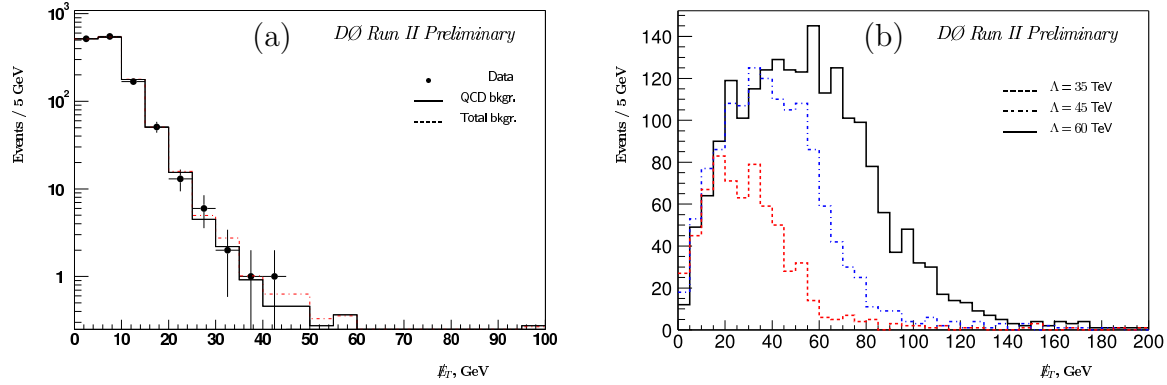 (a)
DØ Run II Preliminary
Data
QCD bkgr.
Total bkgr.
Events / 5 GeV
10³
10²
10
1
0 10 20 30 40 50 60 70 80 90 100
E̸_T, GeV
(b)
DØ Run II Preliminary
Λ = 35 TeV
Λ = 45 TeV
Λ = 60 TeV
Events / 5 GeV
140
120
100
80
60
40
20
0
0 20 40 60 80 100 120 140 160 180 200
E̸_T, GeV